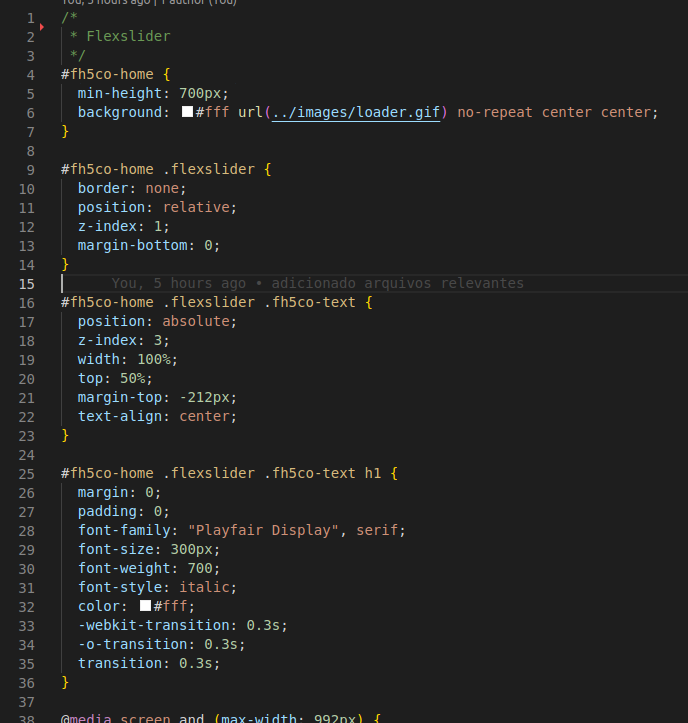 You, 5 hours ago | 1 author (You)
1 /*
2  * Flexslider
3  */
4 #fh5co-home {
5   min-height: 700px;
6   background: #fff url(../images/loader.gif) no-repeat center center;
7 }
8
9 #fh5co-home .flexslider {
10   border: none;
11   position: relative;
12   z-index: 1;
13   margin-bottom: 0;
14 }
15 You, 5 hours ago • adicionado arquivos relevantes
16 #fh5co-home .flexslider .fh5co-text {
17   position: absolute;
18   z-index: 3;
19   width: 100%;
20   top: 50%;
21   margin-top: -212px;
22   text-align: center;
23 }
24
25 #fh5co-home .flexslider .fh5co-text h1 {
26   margin: 0;
27   padding: 0;
28   font-family: "Playfair Display", serif;
29   font-size: 300px;
30   font-weight: 700;
31   font-style: italic;
32   color: #fff;
33   -webkit-transition: 0.3s;
34   -o-transition: 0.3s;
35   transition: 0.3s;
36 }
37
38 @media screen and (max-width: 992px) {